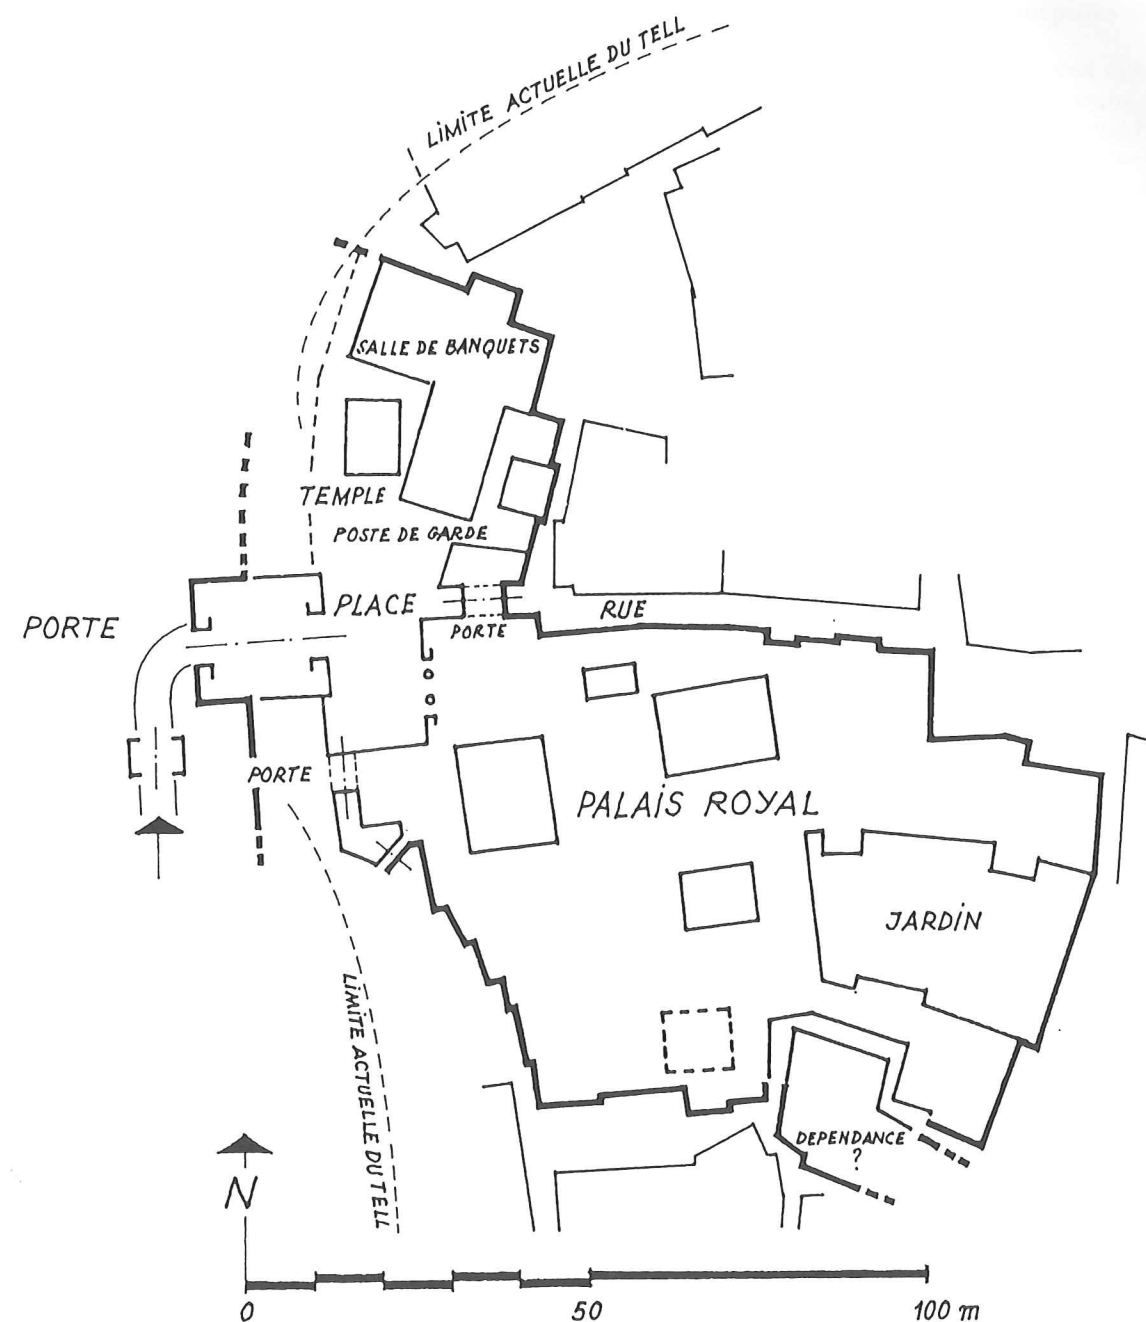 LIMITE ACTUELLE DU TELL
SALLE DE BANQUETS
TEMPLE
POSTE DE GARDE
PORTE
PLACE
PORTE
RUE
PORTE
PALAIS ROYAL
JARDIN
LIMITE ACTUELLE DU TELL
DEPENDANCE
?
N
0 50 100 m